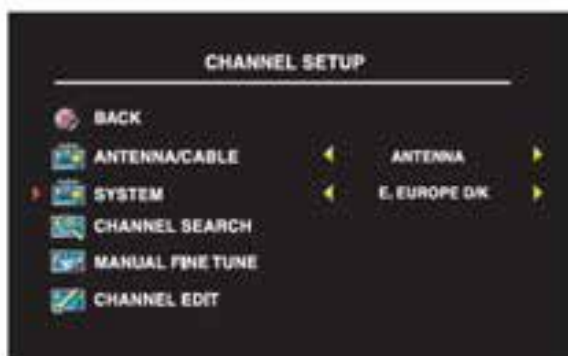 CHANNEL SETUP
BACK
ANTENNA/CABLE ANTENNA
SYSTEM E. EUROPE D/K
CHANNEL SEARCH
MANUAL FINE TUNE
CHANNEL EDIT